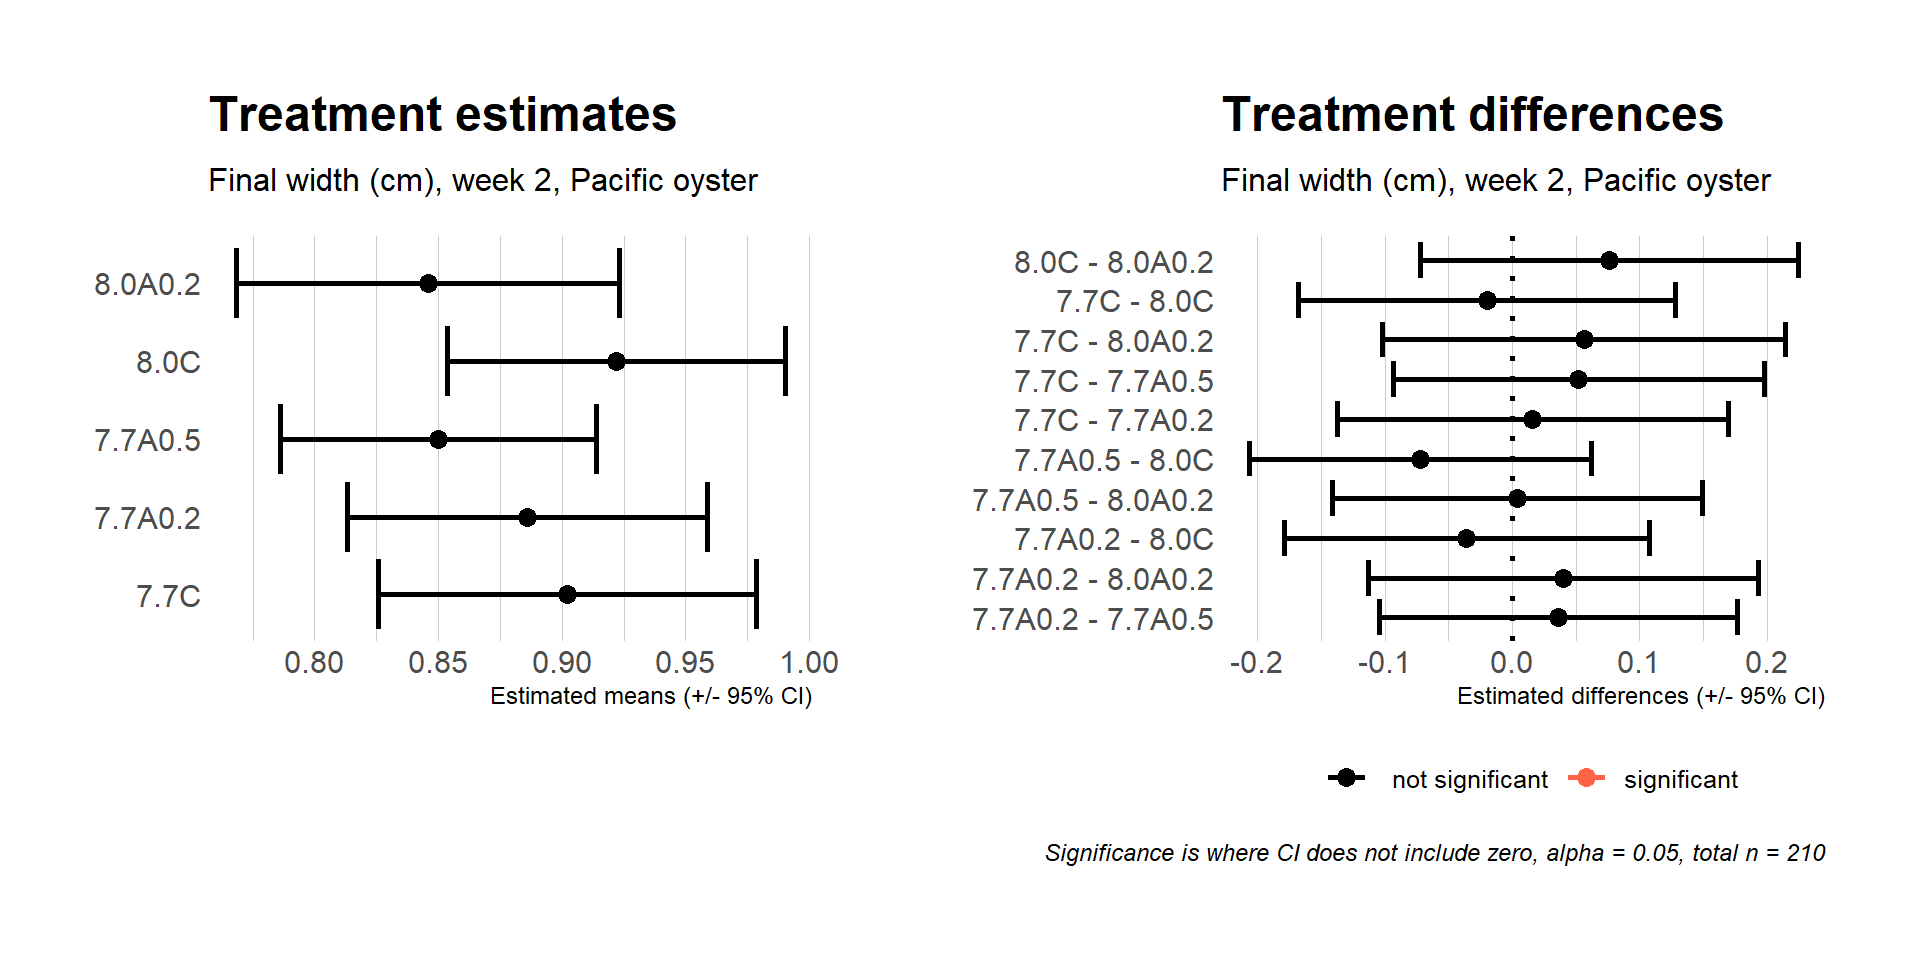 Treatment estimates
Final width (cm), week 2, Pacific oyster
8.0A0.2
8.0C
7.7A0.5
7.7A0.2
7.7C
0.80 0.85 0.90 0.95 1.00
Estimated means (+/- 95% CI)
Treatment differences
Final width (cm), week 2, Pacific oyster
8.0C - 8.0A0.2
7.7C - 8.0C
7.7C - 8.0A0.2
7.7C - 7.7A0.5
7.7C - 7.7A0.2
7.7A0.5 - 8.0C
7.7A0.5 - 8.0A0.2
7.7A0.2 - 8.0C
7.7A0.2 - 8.0A0.2
7.7A0.2 - 7.7A0.5
-0.2 -0.1 0.0 0.1 0.2
Estimated differences (+/- 95% CI)
not significant significant
Significance is where CI does not include zero, alpha = 0.05, total n = 210